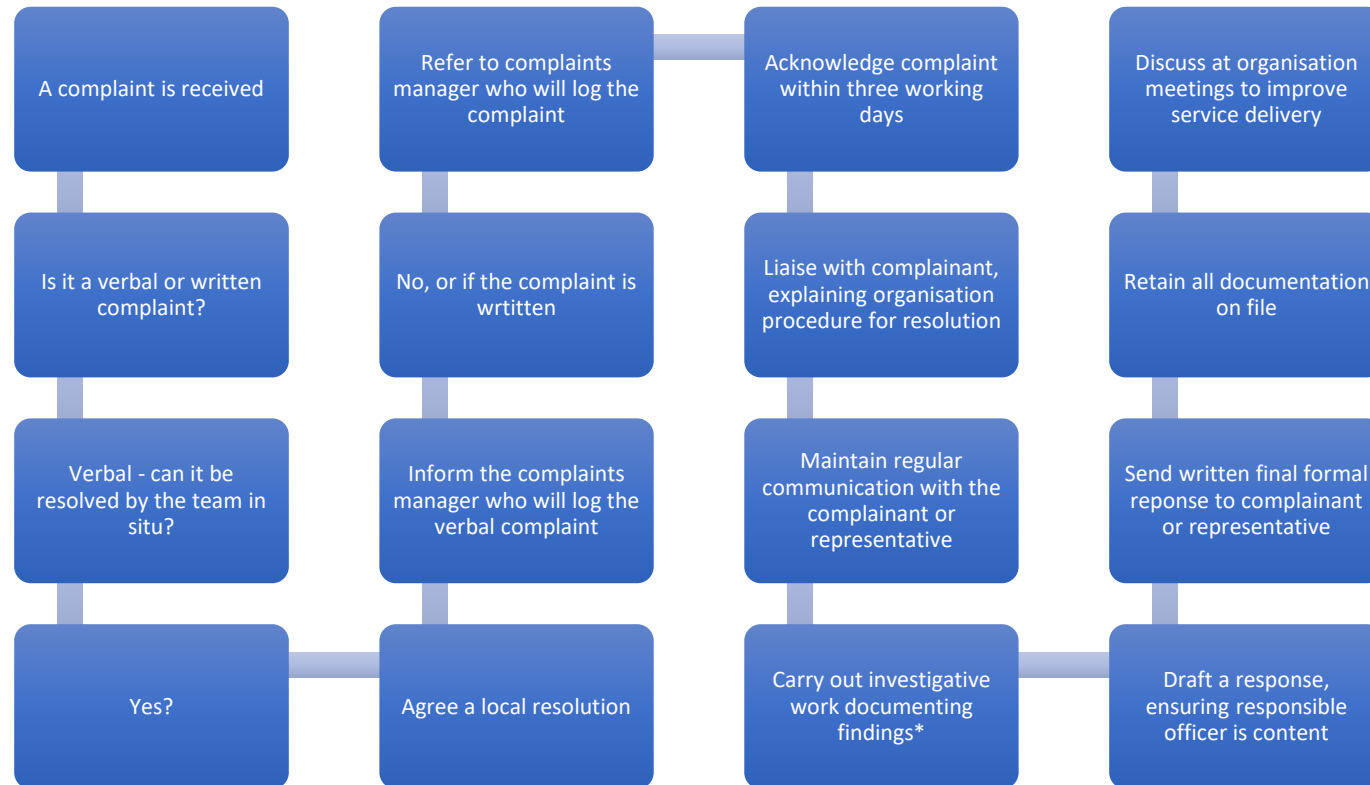 A complaint is received
Is it a verbal or written
complaint?
Verbal - can it be
resolved by the team in
situ?
Yes?
Agree a local resolution
Inform the complaints
manager who will log the
verbal complaint
No, or if the complaint is
wrtitten
Refer to complaints
manager who will log the
complaint
Acknowledge complaint
within three working
days
Liaise with complainant,
explaining organisation
procedure for resolution
Maintain regular
communication with the
complainant or
representative
Carry out investigative
work documenting
findings*
Draft a response,
ensuring responsible
officer is content
Send written final formal
reponse to complainant
or representative
Retain all documentation
on file
Discuss at organisation
meetings to improve
service delivery